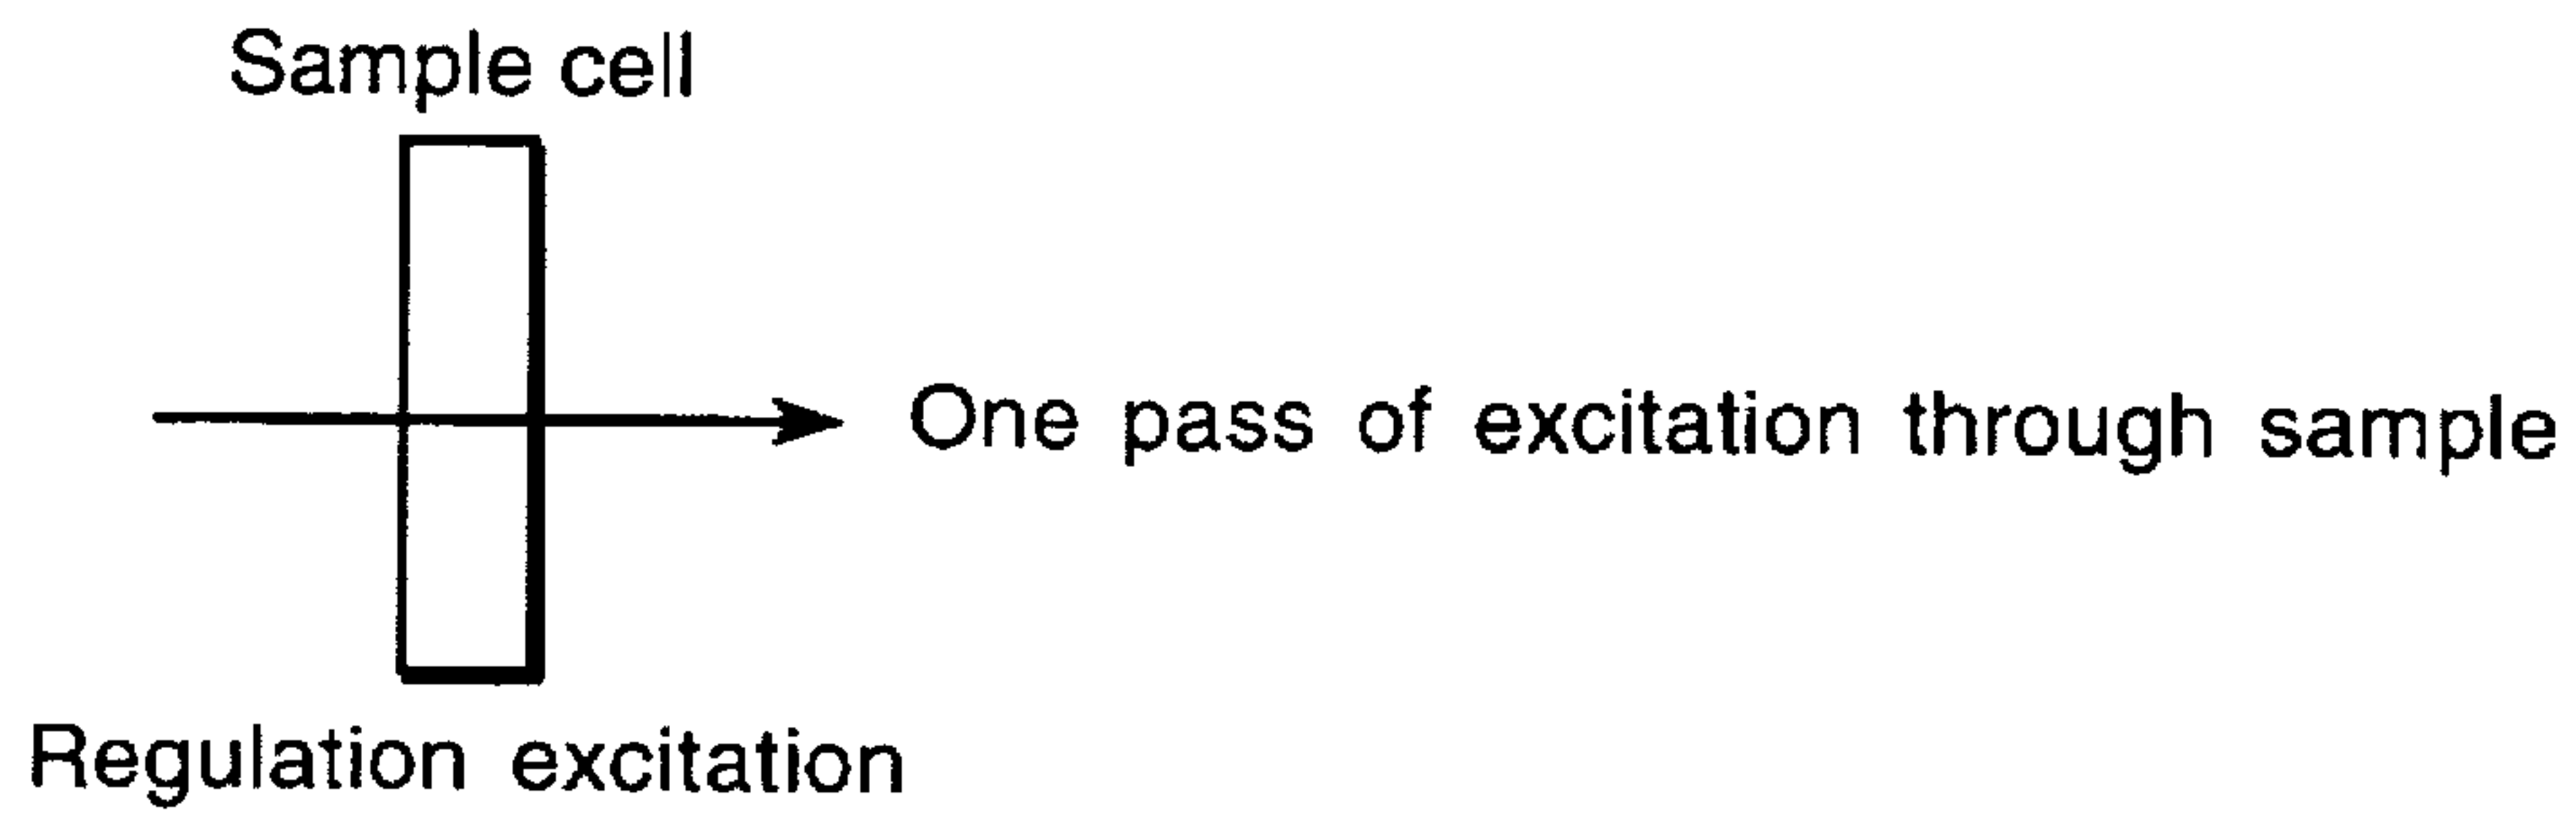 Sample cell
One pass of excitation through sample
Regulation excitation